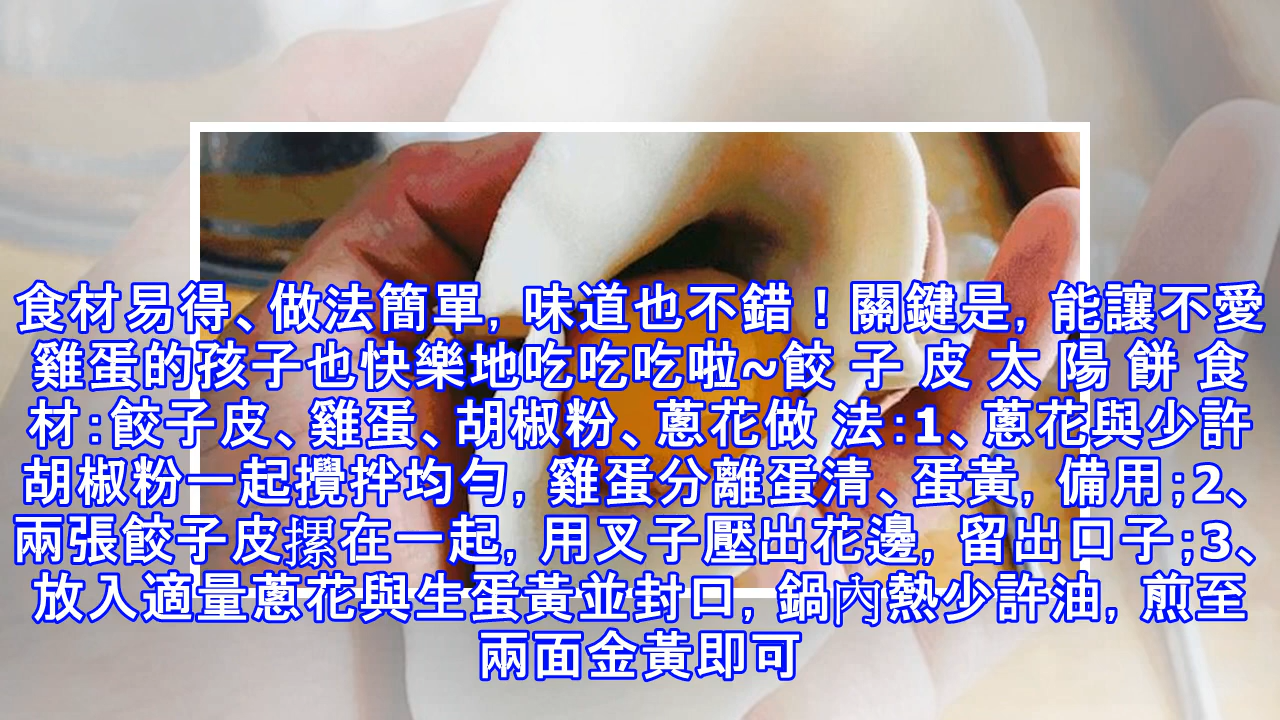 食材易得、做法簡單, 味道也不錯！關鍵是, 能讓不愛
雞蛋的孩子也快樂地吃吃吃啦~餃 子 皮 太 陽 餅 食
材:餃子皮、雞蛋、胡椒粉、蔥花做 法:1、蔥花與少許
胡椒粉一起攪拌均勻, 雞蛋分離蛋清、蛋黃, 備用;2、
兩張餃子皮摞在一起, 用叉子壓出花邊, 留出口子;3、
放入適量蔥花與生蛋黃並封口, 鍋內熱少許油, 煎至
兩面金黃即可